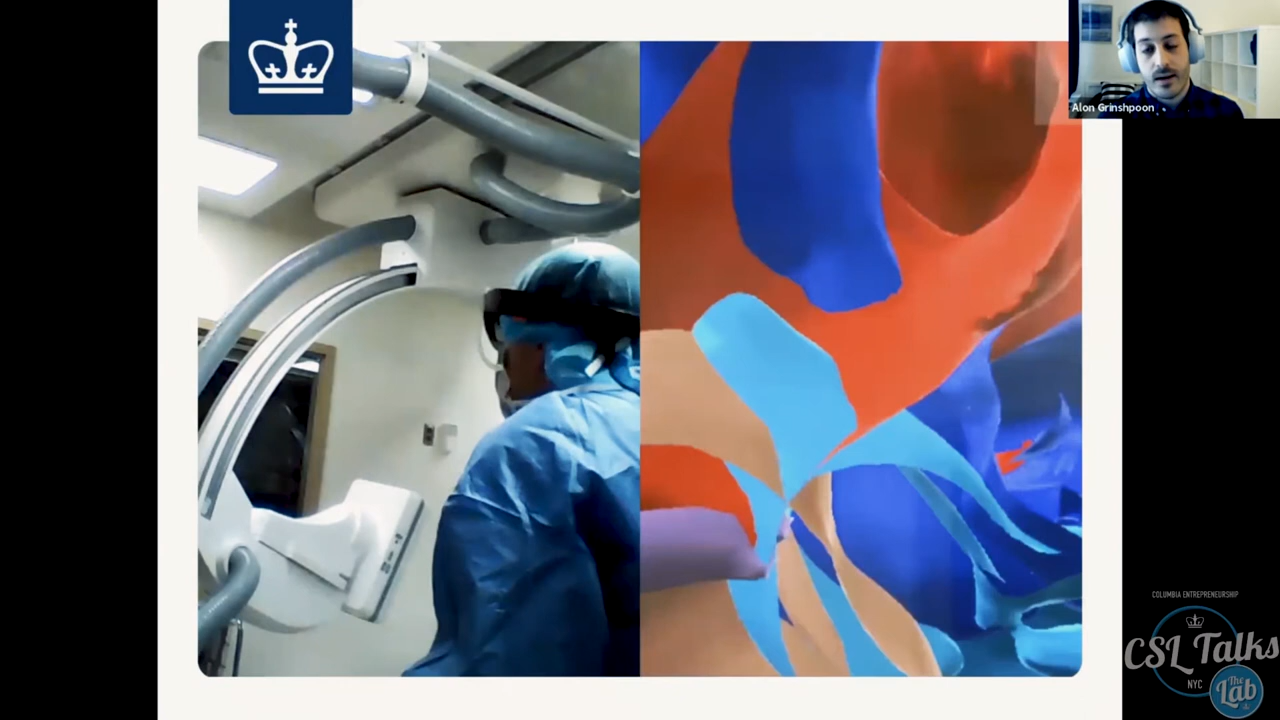 Alon Grinshpoon
COLUMBIA ENTREPRENEURSHIP
CSL Talks
NYC
The
Lab